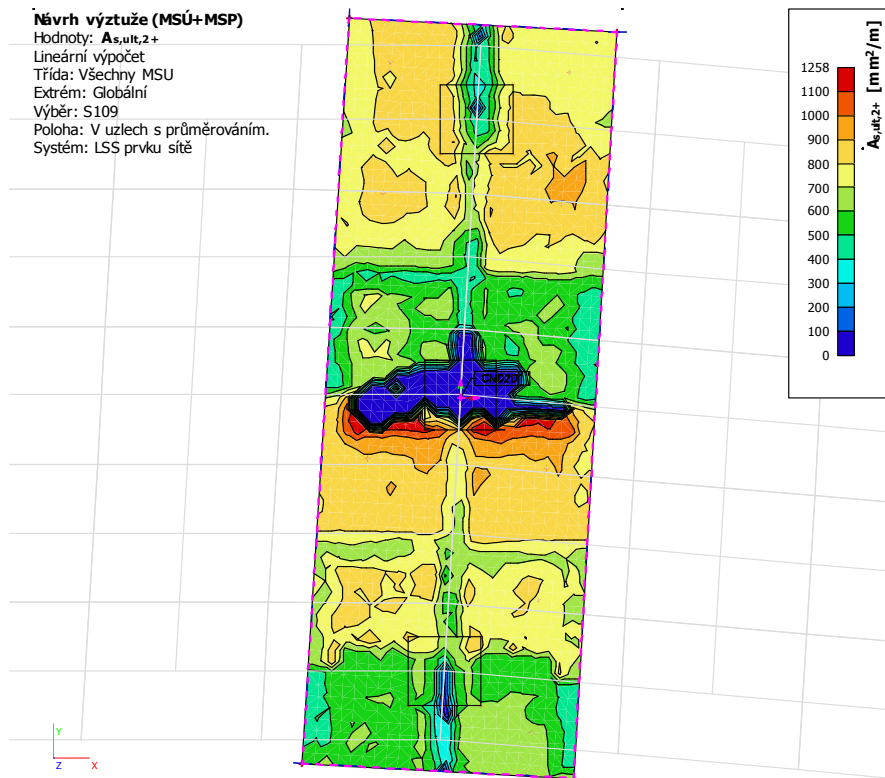 Návrh výztuže (MSÚ+MSP)
Hodnoty: As,ult,2+
Lineární výpočet
Třída: Všechny MSU
Extrém: Globální
Výběr: S109
Poloha: V uzlech s průměrováním.
Systém: LSS prvku sítě
As,ult,2+ [mm²/m]
1258
1100
1000
900
800
700
600
500
400
300
200
100
0
Y
Z
X